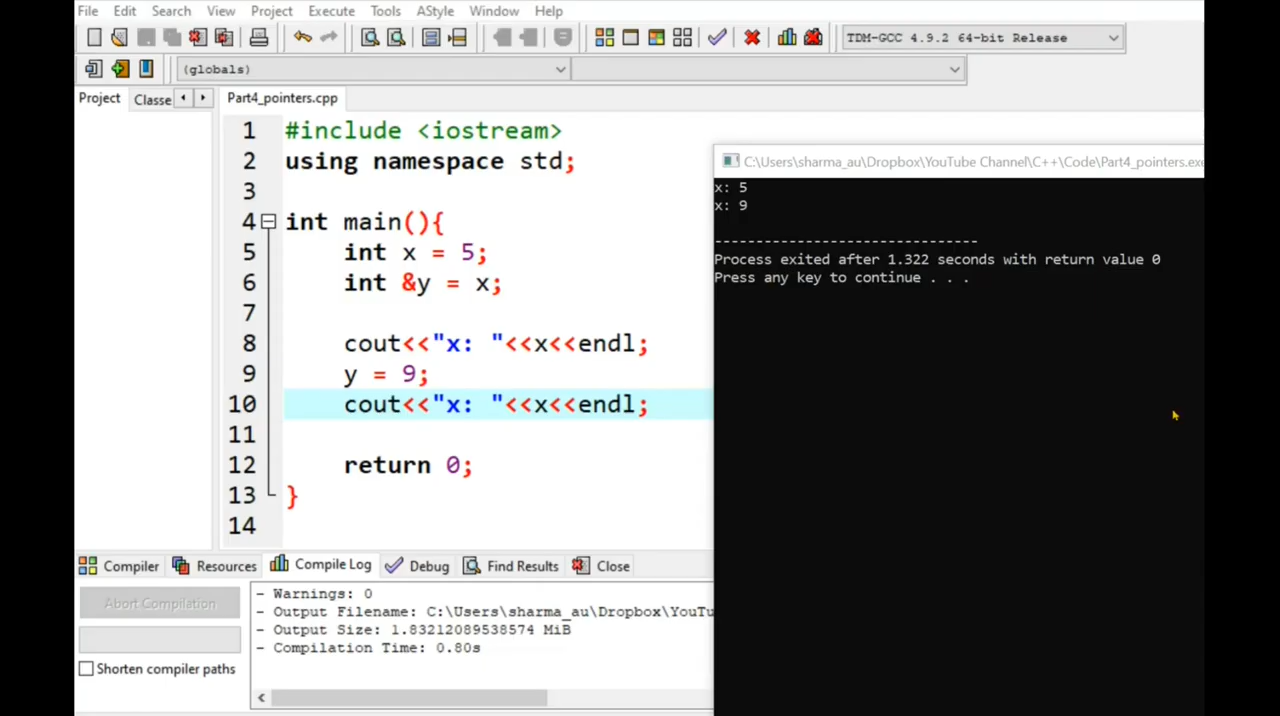 File Edit Search View Project Execute Tools AStyle Window Help
TDM-GCC 4.9.2 64-bit Release
(globals)
Project Classe Part4_pointers.cpp
1 #include <iostream>
2 using namespace std;
3
4 int main(){
5 int x = 5;
6 int &y = x;
7
8 cout<<"x: "<<x<<endl;
9 y = 9;
10 cout<<"x: "<<x<<endl;
11
12 return 0;
13 }
14
C:\Users\sharma_au\Dropbox\YouTube Channel\C++\Code\Part4_pointers.exe
x: 5
x: 9
--------------------------------
Process exited after 1.322 seconds with return value 0
Press any key to continue . . .
Compiler Resources Compile Log Debug Find Results Close
Abort Compilation
Shorten compiler paths
- Warnings: 0
- Output Filename: C:\Users\sharma_au\Dropbox\YouTu
- Output Size: 1.83212089538574 MiB
- Compilation Time: 0.80s